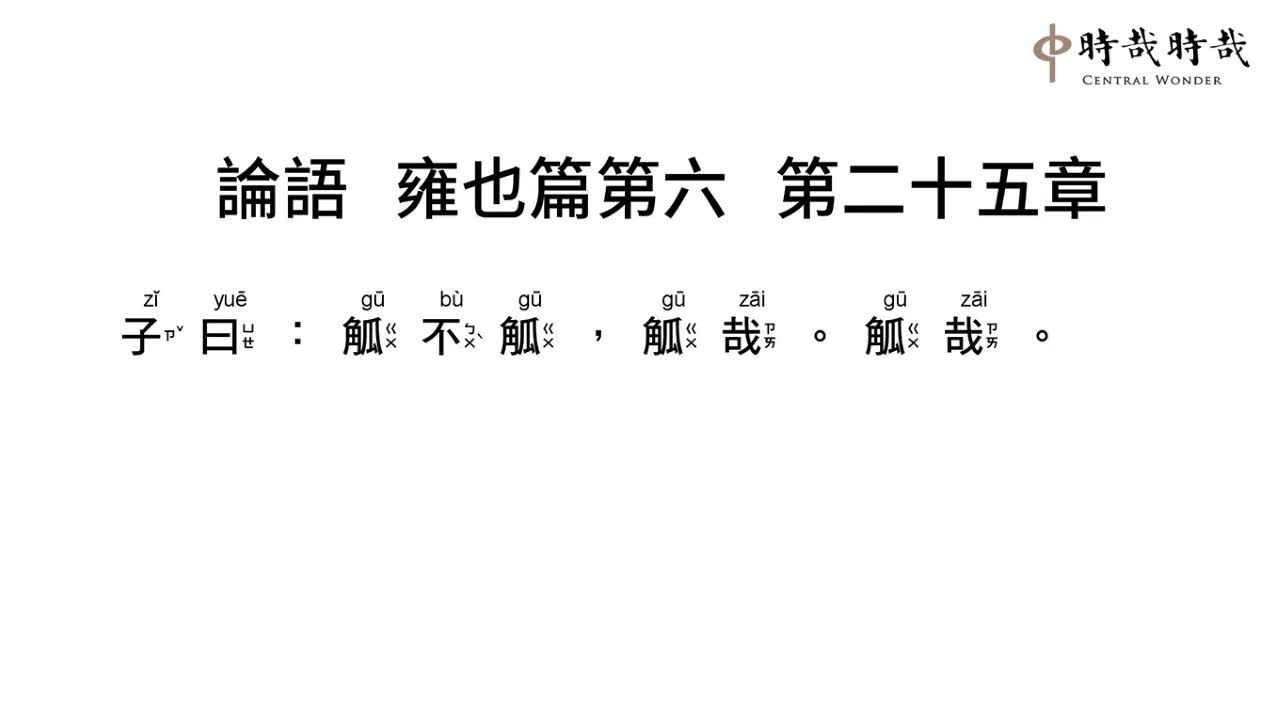 時哉時哉
CENTRAL WONDER
論語 雍也篇第六 第二十五章
zǐ yuē gū bù gū gū zāi gū zāi
子ㄗˇ曰ㄩㄝ：觚ㄍㄨ不ㄅㄨˋ觚ㄍㄨ，觚ㄍㄨ哉ㄗㄞ。觚ㄍㄨ哉ㄗㄞ。